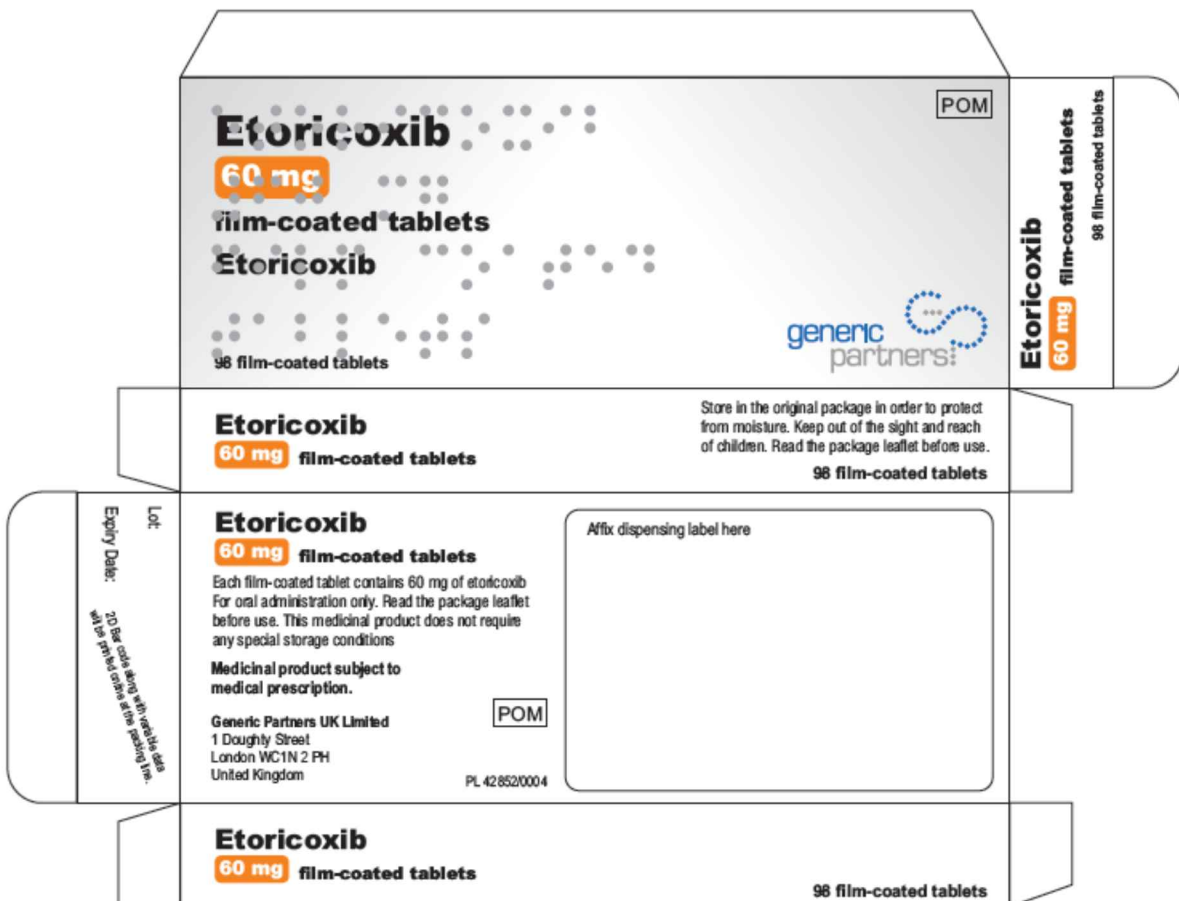 POM
Etoricoxib
60 mg
film-coated tablets
Etoricoxib
98 film-coated tablets
generic
partners
Etoricoxib
60 mg film-coated tablets
98 film-coated tablets
Etoricoxib
60 mg film-coated tablets
Store in the original package in order to protect
from moisture. Keep out of the sight and reach
of children. Read the package leaflet before use.
98 film-coated tablets
Lot:
Expiry Date:
2D Bar code along with variable data
will be printed online at the packing line.
Etoricoxib
60 mg film-coated tablets
Each film-coated tablet contains 60 mg of etoricoxib
For oral administration only. Read the package leaflet
before use. This medicinal product does not require
any special storage conditions
Medicinal product subject to
medical prescription.
POM
Generic Partners UK Limited
1 Doughty Street
London WC1N 2 PH
United Kingdom
PL 42852/0004
Affix dispensing label here
Etoricoxib
60 mg film-coated tablets
98 film-coated tablets